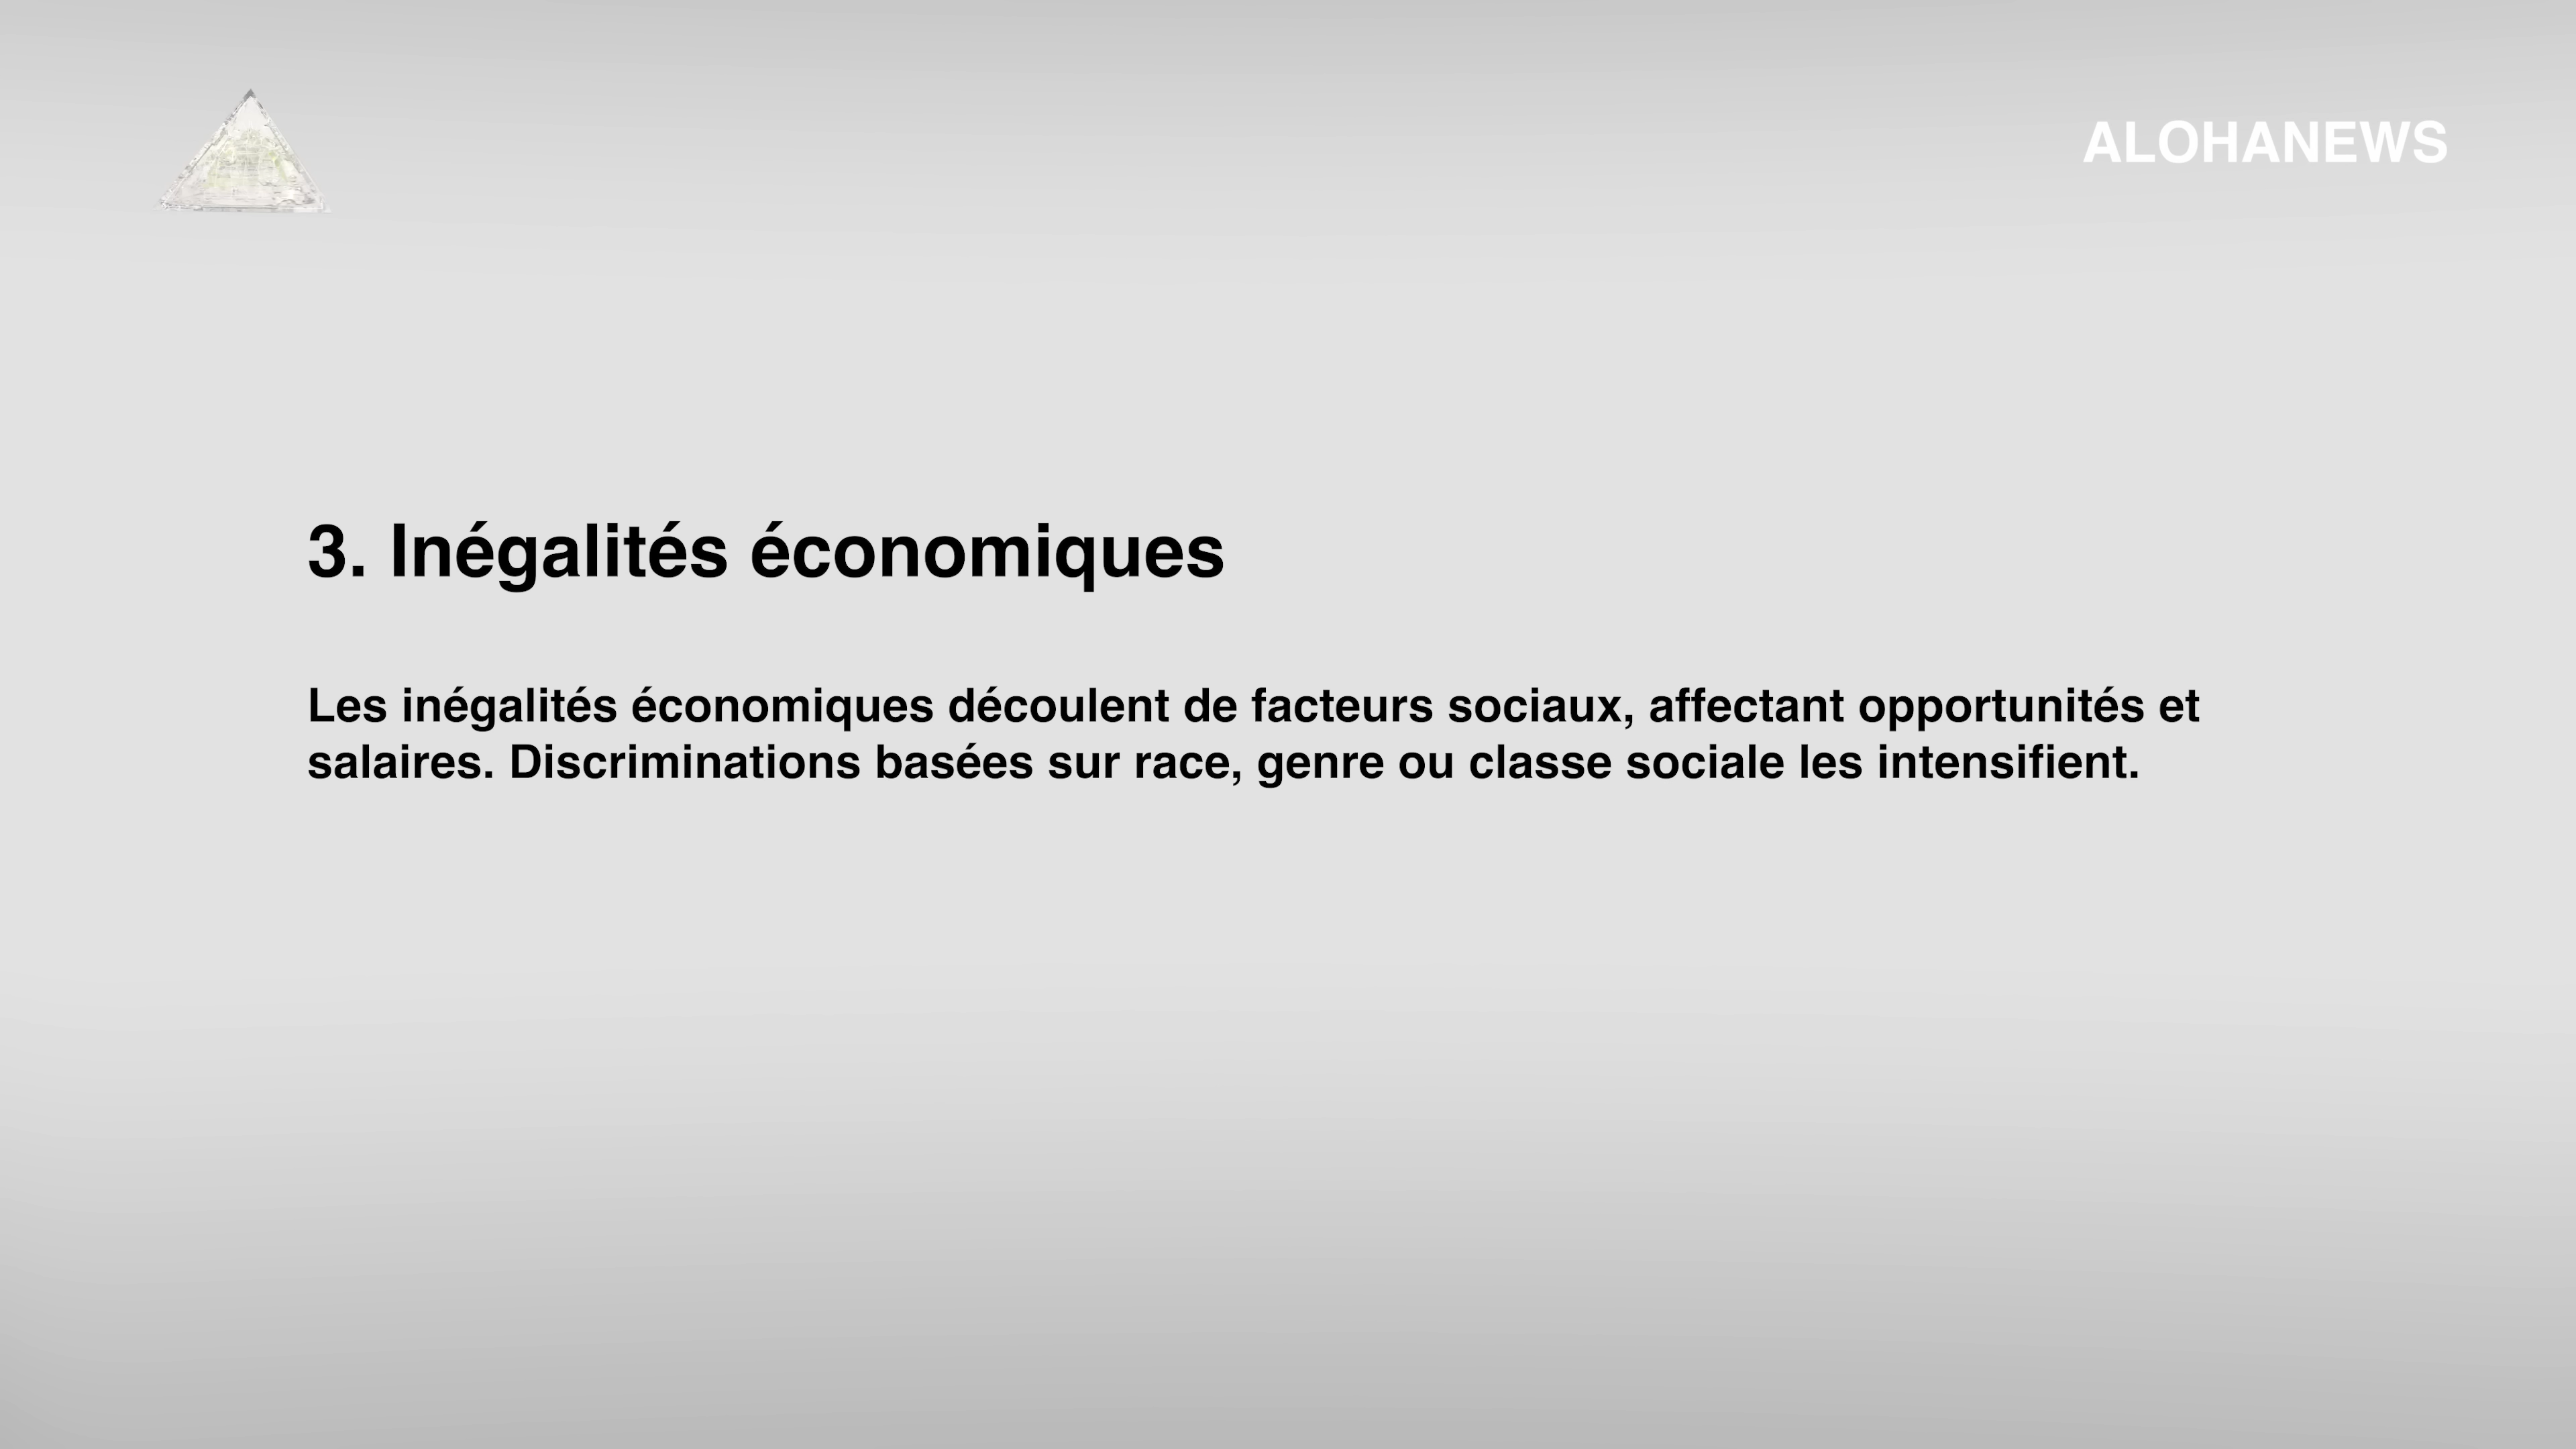 ALOHANEWS
3. Inégalités économiques
Les inégalités économiques découlent de facteurs sociaux, affectant opportunités et
salaires. Discriminations basées sur race, genre ou classe sociale les intensifient.